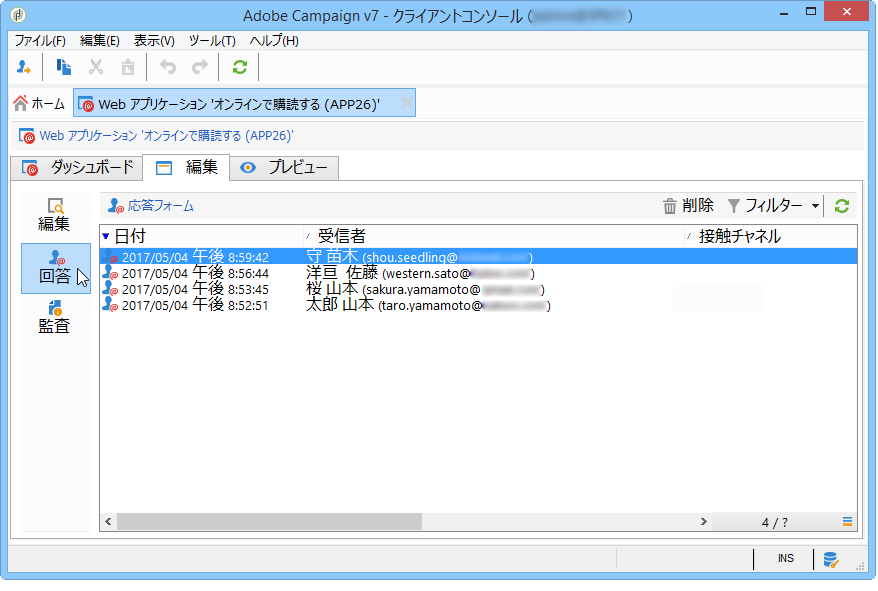 Adobe Campaign v7 - クライアントコンソール (
ファイル(F) 編集(E) 表示(V) ツール(T) ヘルプ(H)
ホーム Web アプリケーション 'オンラインで購読する (APP26)'
Web アプリケーション 'オンラインで購読する (APP26)'
ダッシュボード 編集 プレビュー
編集
回答
監査
応答フォーム 削除 フィルター
日付 受信者 接触チャネル
2017/05/04 午後 8:59:42 守 苗木 (shou.seedling@ )
2017/05/04 午後 8:56:44 洋亘 佐藤 (western.sato@ )
2017/05/04 午後 8:53:45 桜 山本 (sakura.yamamoto@ )
2017/05/04 午後 8:52:51 太郎 山本 (taro.yamamoto@ )
4 / ?
INS